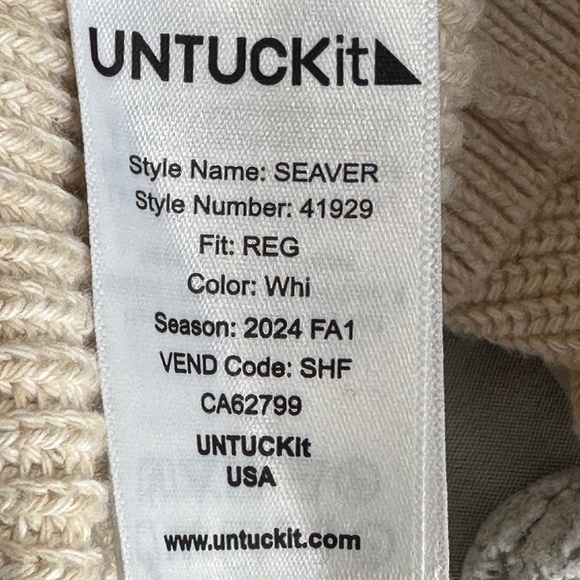 UNTUCKit
Style Name: SEAVER
Style Number: 41929
Fit: REG
Color: Whi
Season: 2024 FA1
VEND Code: SHF
CA62799
UNTUCKIt
USA
www.untuckit.com